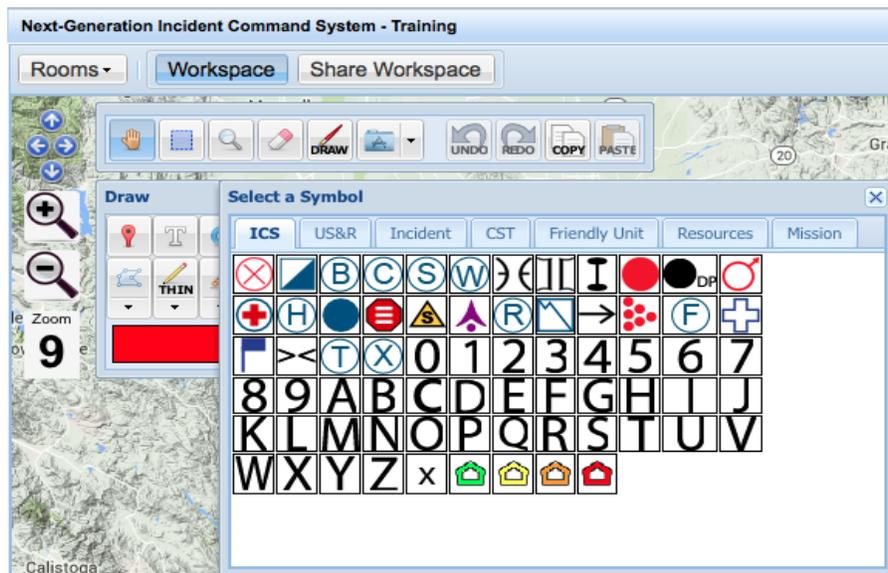 Next-Generation Incident Command System - Training
Rooms Workspace Share Workspace
20
Gr
DRAW UNDO REDO COPY PASTE
Draw Select a Symbol
ICS US&R Incident CST Friendly Unit Resources Mission
T
B C S W DP
THIN
H S R F
Zoom
9
T X 0 1 2 3 4 5 6 7
8 9 A B C D E F G H I J
K L M N O P Q R S T U V
W X Y Z x
Calistoga